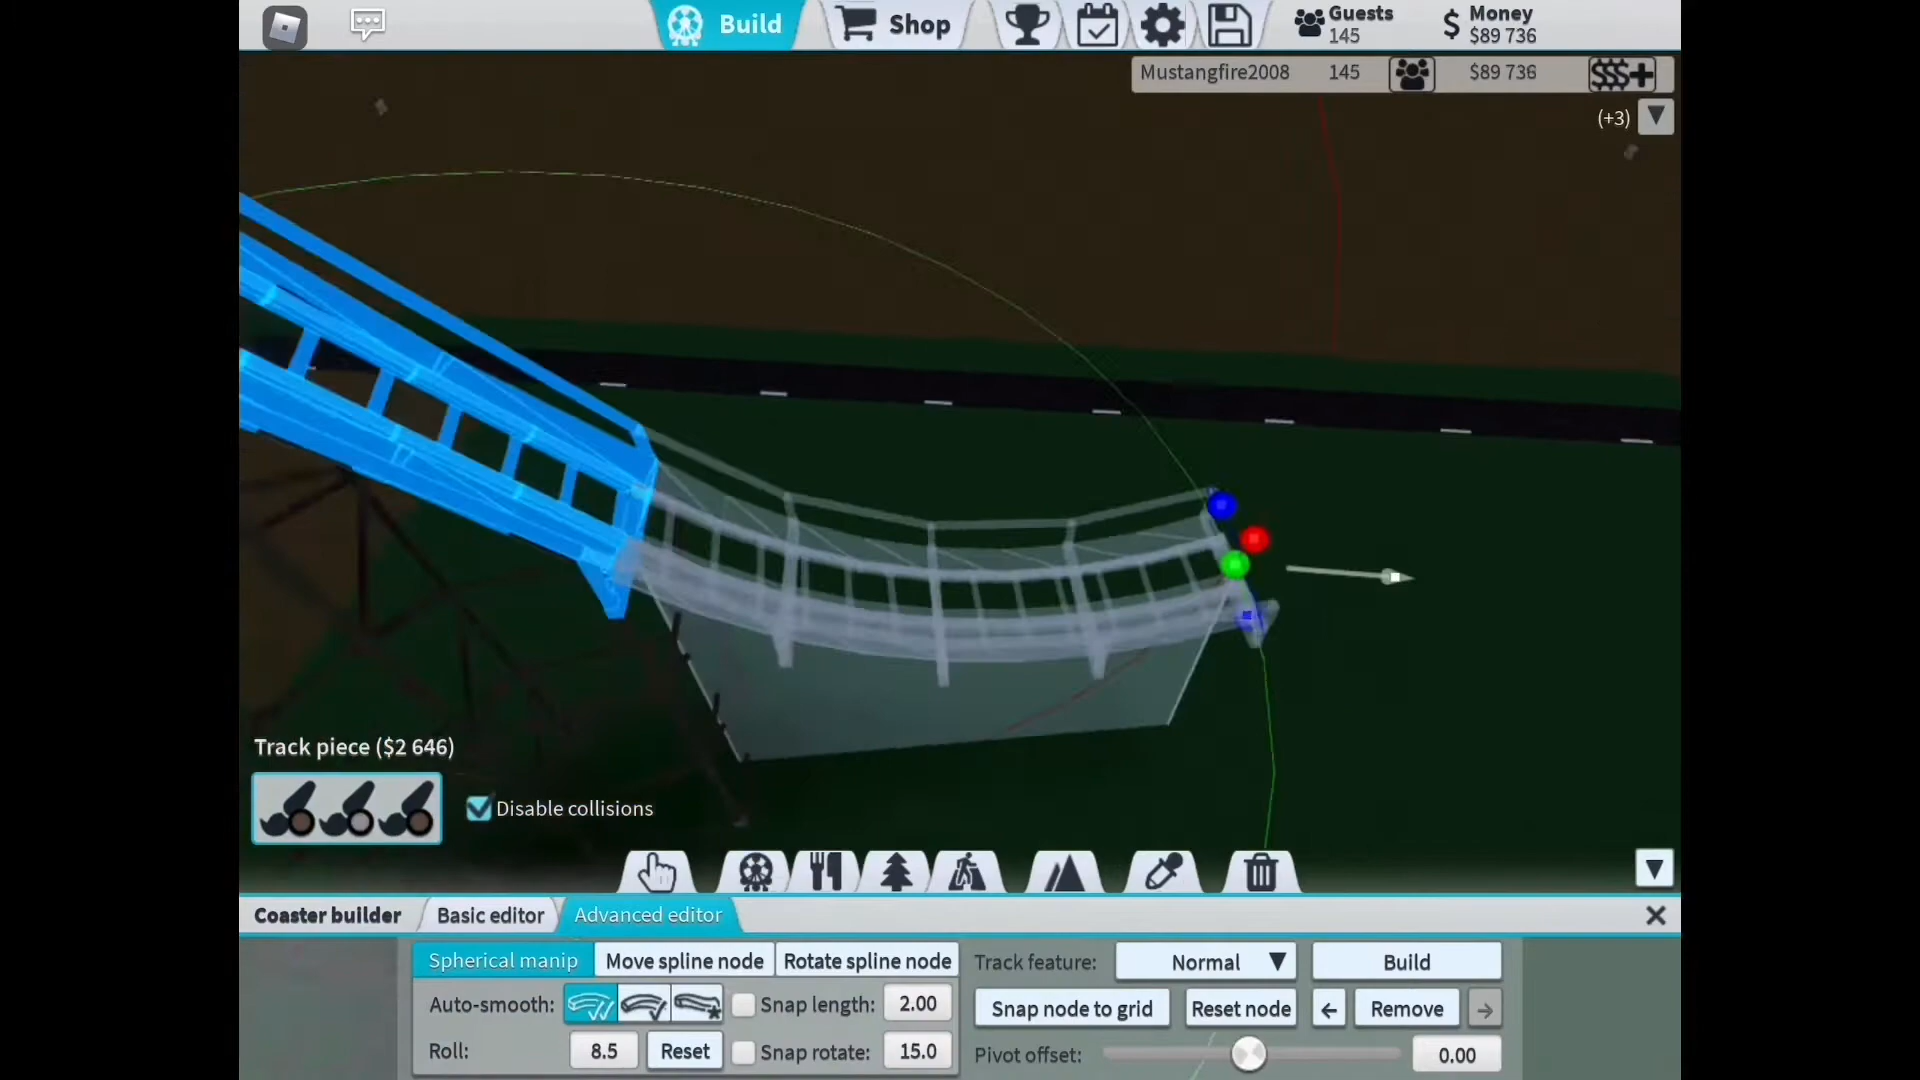 Build
Shop
Guests
145
$ Money
$89 736
Mustangfire2008 145 $89 736 $$$+
(+3)
Track piece ($2 646)
Disable collisions
Coaster builder Basic editor Advanced editor
Spherical manip Move spline node Rotate spline node
Auto-smooth: Snap length: 2.00
Roll: 8.5 Reset Snap rotate: 15.0
Track feature: Normal Build
Snap node to grid Reset node Remove
Pivot offset: 0.00